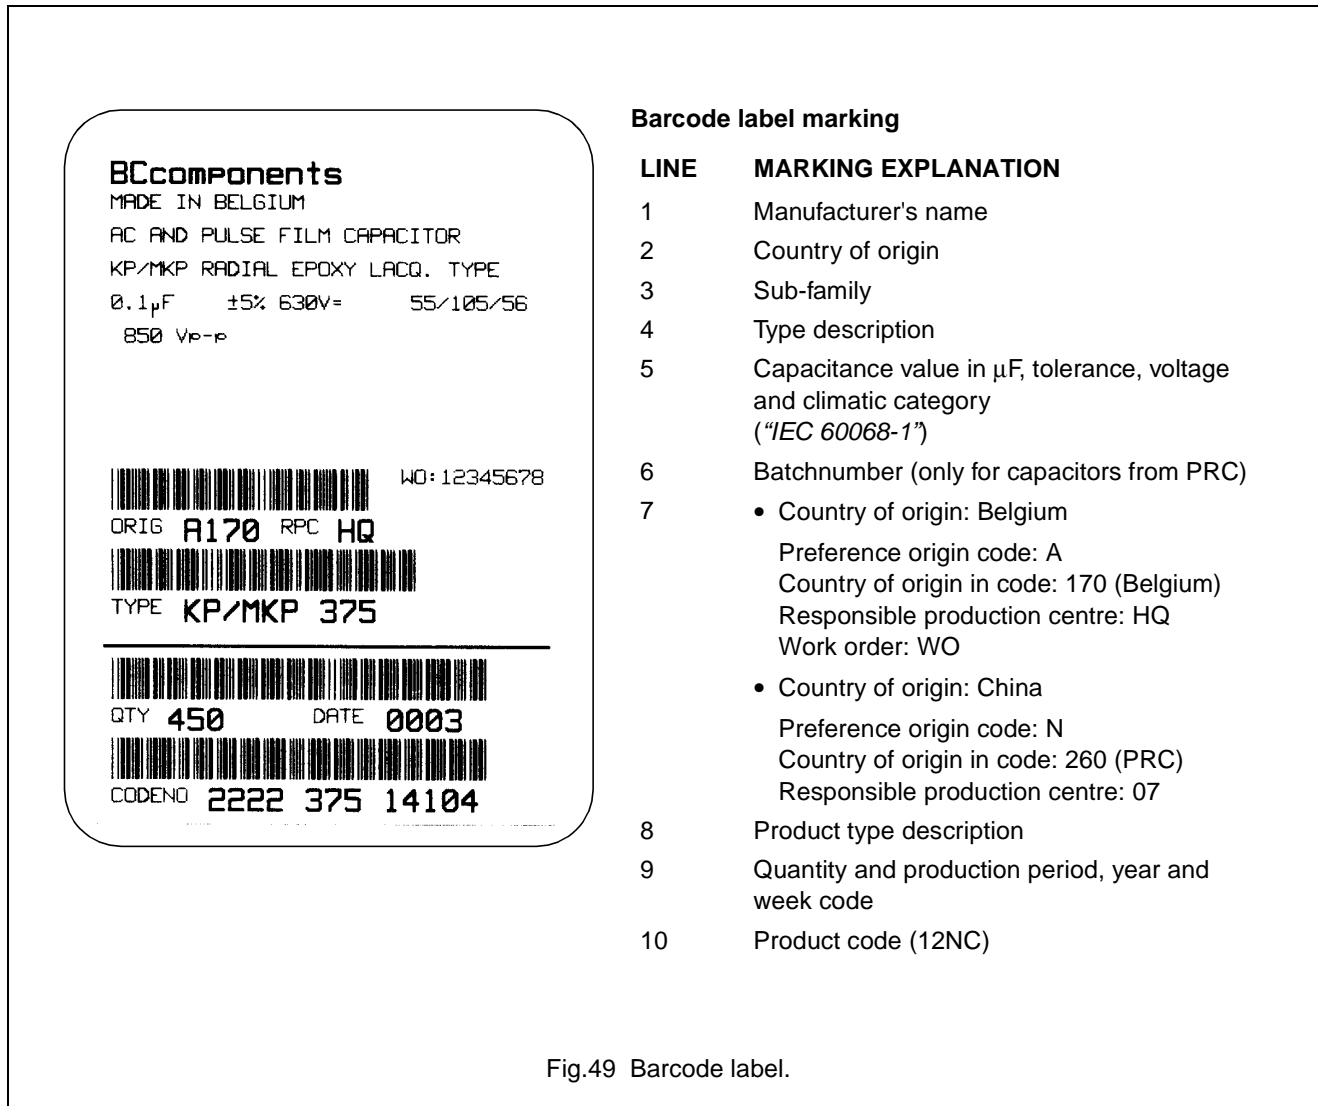 BCcomponents
MADE IN BELGIUM
AC AND PULSE FILM CAPACITOR
KP/MKP RADIAL EPOXY LACQ. TYPE
0.1µF ±5% 630V= 55/105/56
850 Vp-p
WO:12345678
ORIG A170 RPC HQ
TYPE KP/MKP 375
QTY 450 DATE 0003
CODENO 2222 375 14104
Barcode label marking
LINE MARKING EXPLANATION
1 Manufacturer's name
2 Country of origin
3 Sub-family
4 Type description
5 Capacitance value in µF, tolerance, voltage
and climatic category
(“IEC 60068-1”)
6 Batchnumber (only for capacitors from PRC)
7 • Country of origin: Belgium
Preference origin code: A
Country of origin in code: 170 (Belgium)
Responsible production centre: HQ
Work order: WO
• Country of origin: China
Preference origin code: N
Country of origin in code: 260 (PRC)
Responsible production centre: 07
8 Product type description
9 Quantity and production period, year and
week code
10 Product code (12NC)
Fig.49 Barcode label.